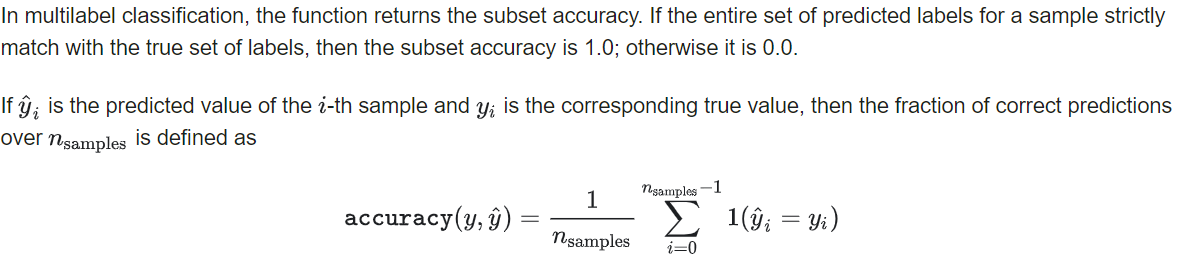 In multilabel classification, the function returns the subset accuracy. If the entire set of predicted labels for a sample strictly
match with the true set of labels, then the subset accuracy is 1.0; otherwise it is 0.0.
If ŷᵢ is the predicted value of the i-th sample and yᵢ is the corresponding true value, then the fraction of correct predictions
over n_samples is defined as
accuracy(y, ŷ) = 1/n_samples ∑_{i=0}^{n_samples−1} 1(ŷᵢ = yᵢ)